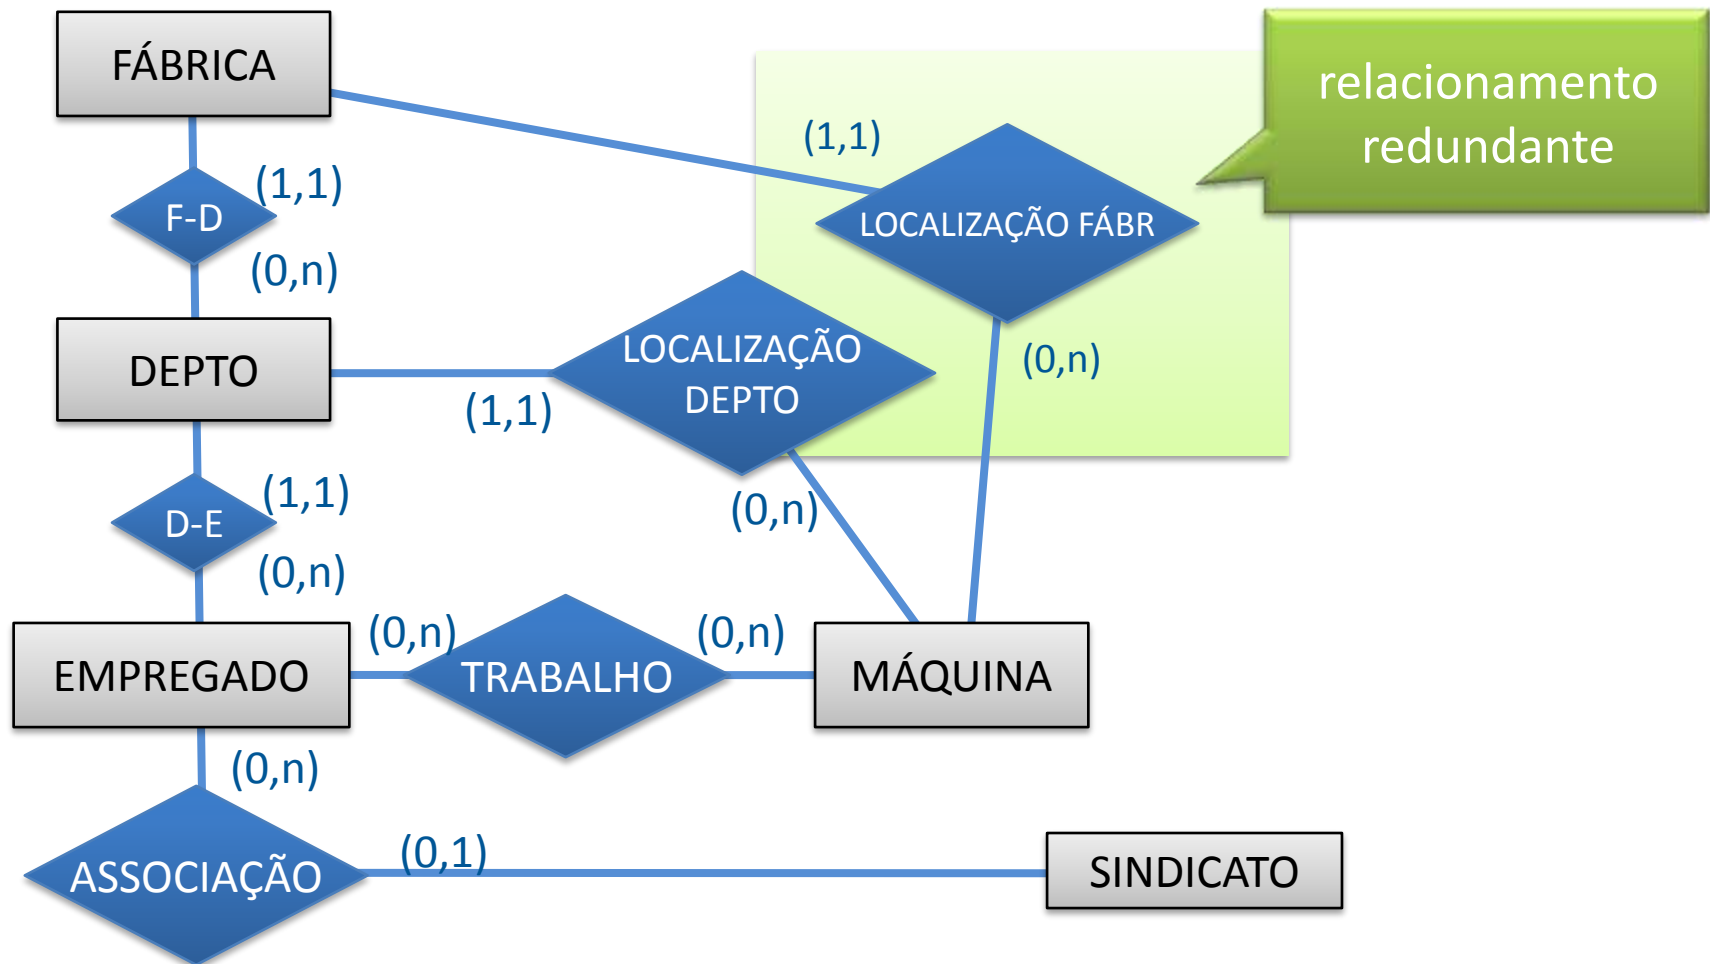 FÁBRICA
relacionamento
redundante
(1,1)
(1,1)
F-D
LOCALIZAÇÃO FÁBR
(0,n)
DEPTO
LOCALIZAÇÃO
DEPTO
(0,n)
(1,1)
(1,1)
D-E
(0,n)
(0,n)
(0,n)
(0,n)
EMPREGADO
TRABALHO
MÁQUINA
(0,n)
ASSOCIAÇÃO
(0,1)
SINDICATO